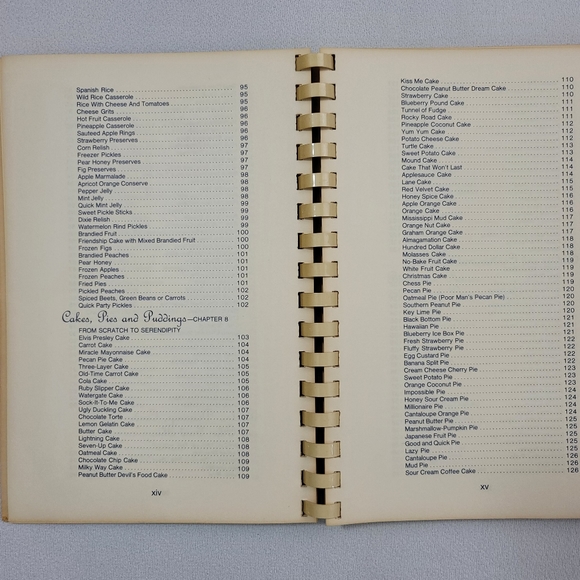 Spanish Rice 95
Wild Rice Casserole 95
Rice With Cheese And Tomatoes 95
Cheese Grits 96
Hot Fruit Casserole 96
Pineapple Casserole 96
Sauteed Apple Rings 96
Strawberry Preserves 96
Corn Relish 97
Freezer Pickles 97
Pear Honey Preserves 97
Fig Preserves 97
Apple Marmalade 98
Apricot Orange Conserve 98
Pepper Jelly 98
Mint Jelly 98
Quick Mint Jelly 99
Sweet Pickle Sticks 99
Dixie Relish 99
Watermelon Rind Pickles 99
Brandied Fruit 100
Friendship Cake with Mixed Brandied Fruit 100
Frozen Figs 100
Brandied Peaches 101
Pear Honey 101
Frozen Apples 101
Frozen Peaches 101
Fried Pies 101
Pickled Peaches 102
Spiced Beets, Green Beans or Carrots 102
Quick Party Pickles 102
Cakes, Pies and Puddings—CHAPTER 8
FROM SCRATCH TO SERENDIPITY
Elvis Presley Cake 103
Carrot Cake 104
Miracle Mayonnaise Cake 104
Pecan Pie Cake 104
Three-Layer Cake 105
Old-Time Carrot Cake 105
Cola Cake 105
Ruby Slipper Cake 106
Watergate Cake 106
Sock-It-To-Me Cake 106
Ugly Duckling Cake 107
Chocolate Torte 107
Lemon Gelatin Cake 107
Butter Cake 107
Lightning Cake 108
Seven-Up Cake 108
Oatmeal Cake 108
Chocolate Chip Cake 109
Milky Way Cake 109
Peanut Butter Devil's Food Cake 109
xiv
Kiss Me Cake 110
Chocolate Peanut Butter Dream Cake 110
Strawberry Cake 110
Blueberry Pound Cake 111
Tunnel of Fudge 111
Rocky Road Cake 111
Pineapple Coconut Cake 112
Yum Yum Cake 112
Potato Cheese Cake 112
Turtle Cake 113
Sweet Potato Cake 113
Mound Cake 114
Cake That Won't Last 114
Applesauce Cake 114
Lane Cake 115
Red Velvet Cake 115
Honey Spice Cake 116
Apple Orange Cake 116
Orange Cake 116
Mississippi Mud Cake 117
Orange Nut Cake 117
Graham Orange Cake 117
Almagamation Cake 118
Hundred Dollar Cake 118
Molasses Cake 118
No-Bake Fruit Cake 119
White Fruit Cake 119
Christmas Cake 119
Chess Pie 119
Pecan Pie 120
Oatmeal Pie (Poor Man's Pecan Pie) 120
Southern Peanut Pie 120
Key Lime Pie 120
Black Bottom Pie 121
Hawaiian Pie 121
Blueberry Ice Box Pie 121
Fresh Strawberry Pie 122
Fluffy Strawberry Pie 122
Egg Custard Pie 122
Banana Split Pie 122
Cream Cheese Cherry Pie 123
Sweet Potato Pie 123
Orange Coconut Pie 123
Impossible Pie 124
Honey Sour Cream Pie 124
Millionaire Pie 124
Cantaloupe Orange Pie 124
Peanut Butter Pie 125
Marshmallow-Pumpkin Pie 125
Japanese Fruit Pie 125
Good and Quick Pie 125
Lazy Pie 125
Cantaloupe Pie 126
Mud Pie 126
Sour Cream Coffee Cake 126
xv